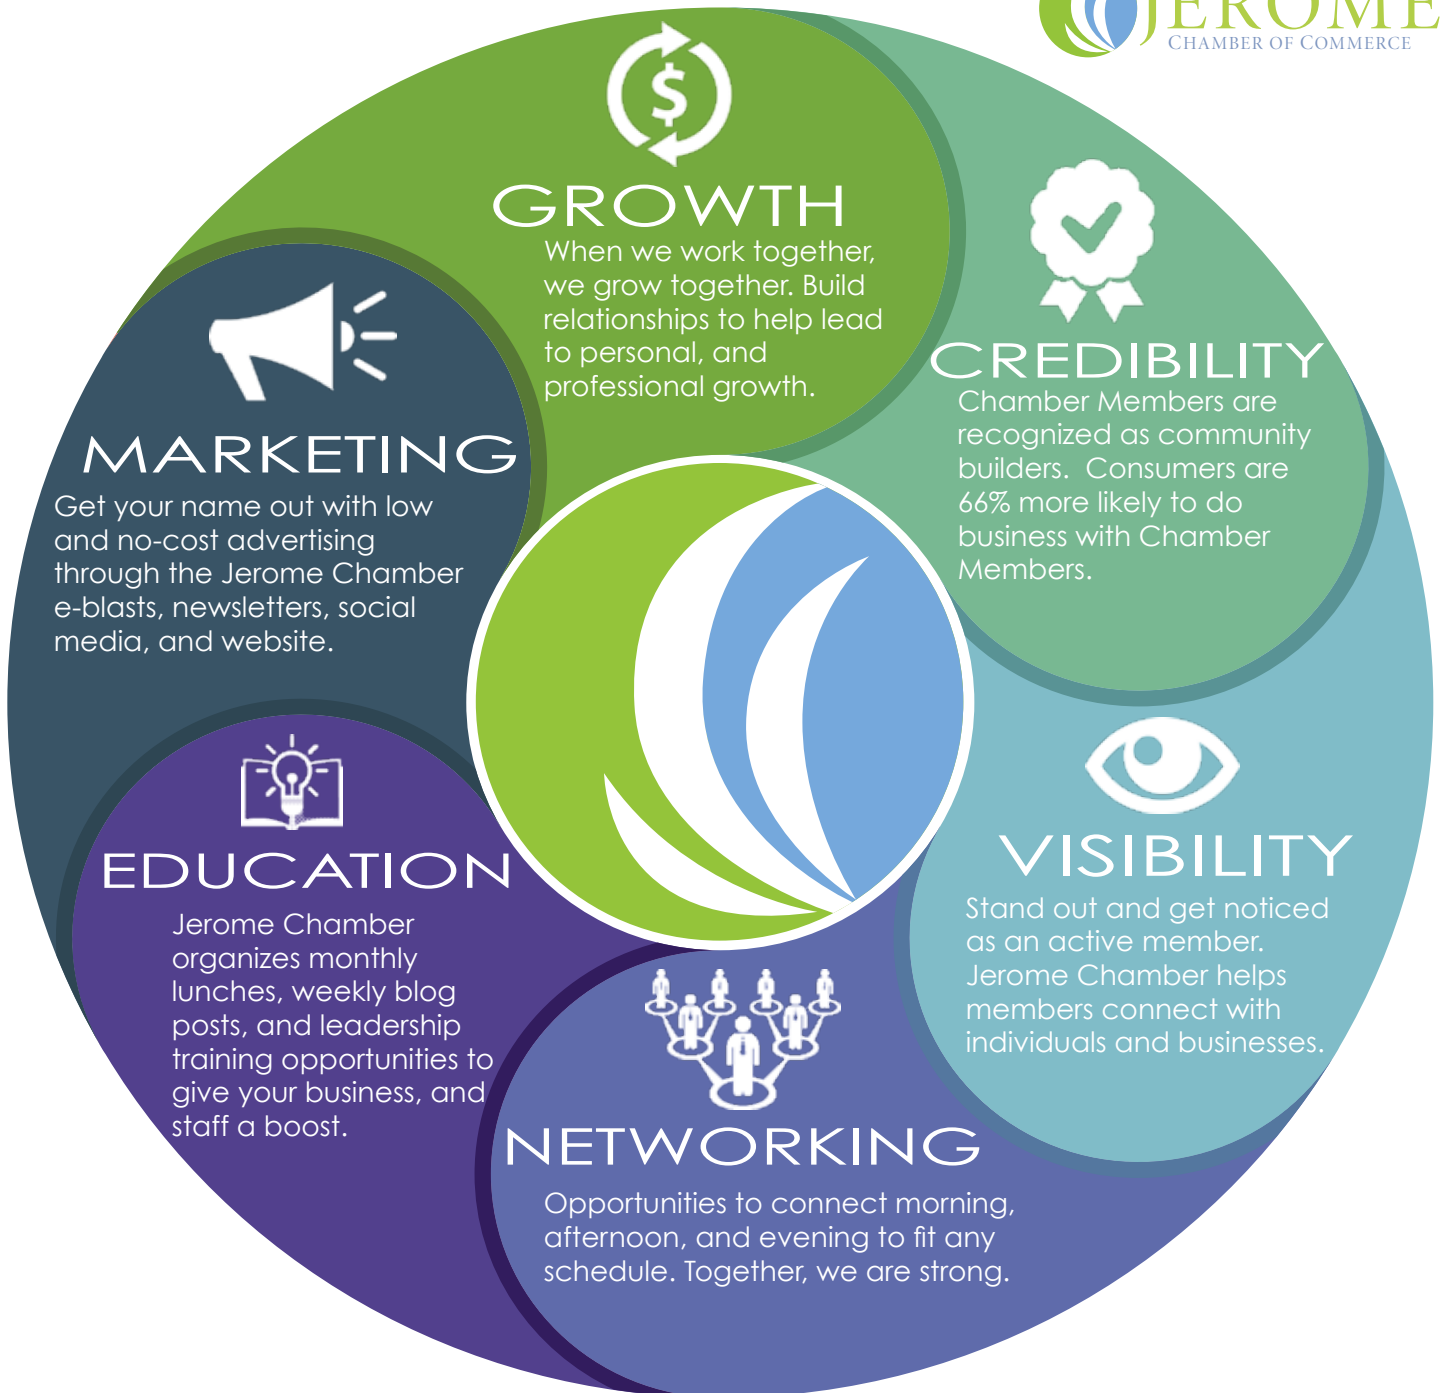 JEROME
CHAMBER OF COMMERCE
GROWTH
When we work together,
we grow together. Build
relationships to help lead
to personal, and
professional growth.
CREDIBILITY
Chamber Members are
recognized as community
builders.  Consumers are
66% more likely to do
business with Chamber
Members.
VISIBILITY
Stand out and get noticed
as an active member.
Jerome Chamber helps
members connect with
individuals and businesses.
NETWORKING
Opportunities to connect morning,
afternoon, and evening to fit any
schedule. Together, we are strong.
EDUCATION
Jerome Chamber
organizes monthly
lunches, weekly blog
posts, and leadership
training opportunities to
give your business, and
staff a boost.
MARKETING
Get your name out with low
and no-cost advertising
through the Jerome Chamber
e-blasts, newsletters, social
media, and website.